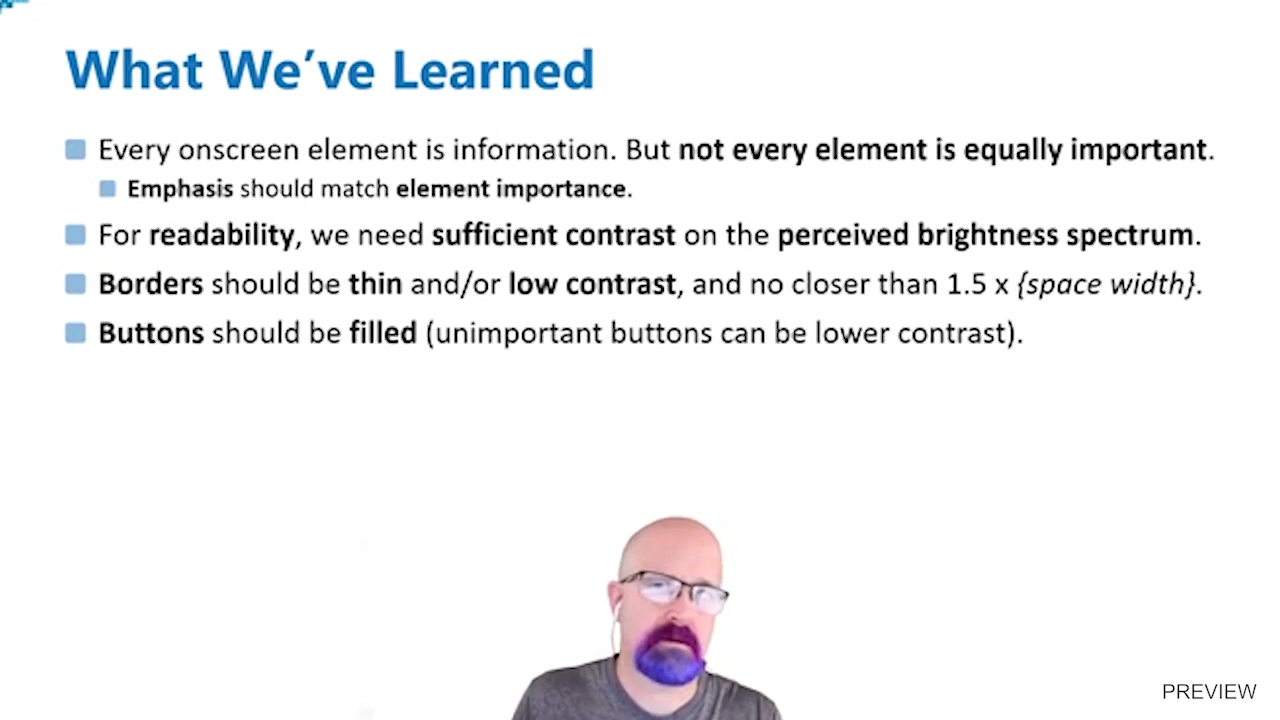 What We’ve Learned
Every onscreen element is information. But not every element is equally important.
Emphasis should match element importance.
For readability, we need sufficient contrast on the perceived brightness spectrum.
Borders should be thin and/or low contrast, and no closer than 1.5 x {space width}.
Buttons should be filled (unimportant buttons can be lower contrast).
PREVIEW